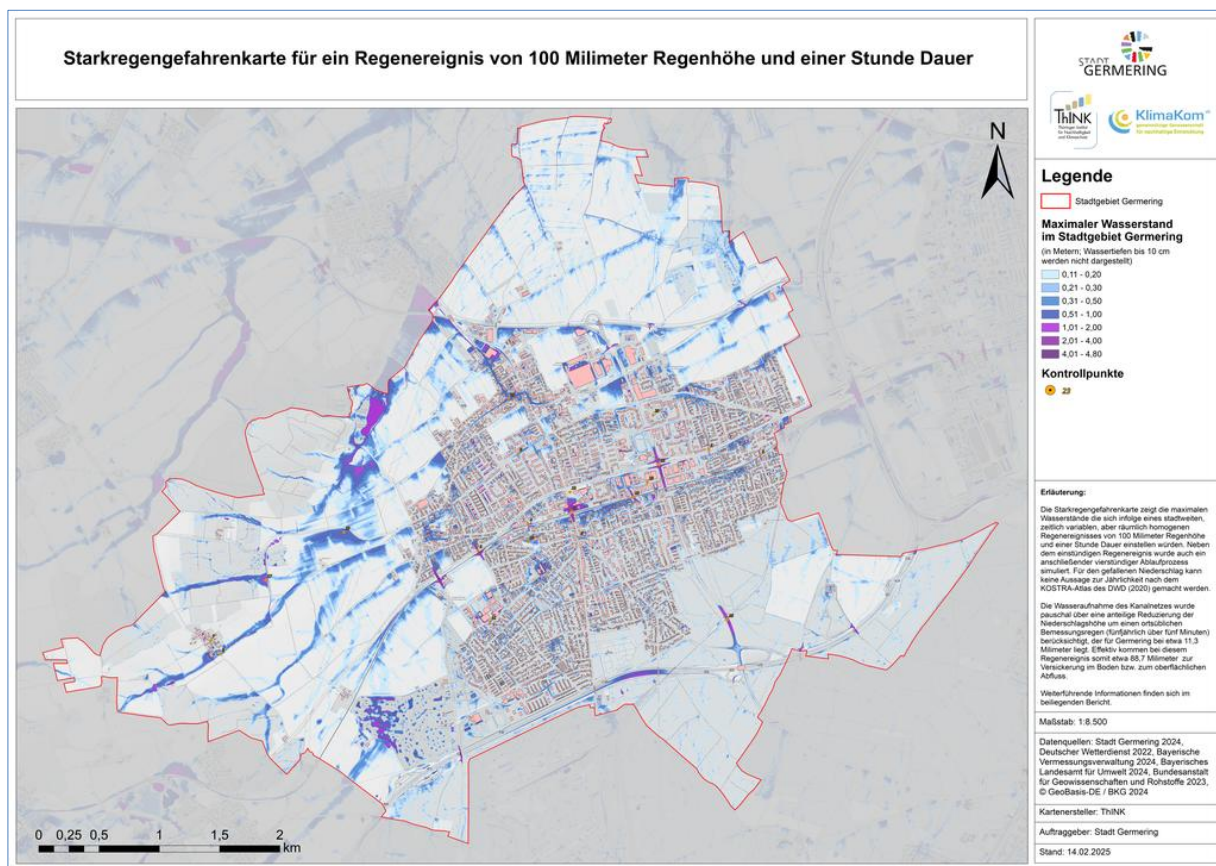 Starkregengefahrenkarte für ein Regenereignis von 100 Milimeter Regenhöhe und einer Stunde Dauer
STADT
GERMERING
ThINK
Thüringer Institut
für Nachhaltigkeit
und Klimaschutz
KlimaKom
gemeinnützige Genossenschaft
für nachhaltige Entwicklung
N
Legende
Stadtgebiet Germering
Maximaler Wasserstand
im Stadtgebiet Germering
(in Metern; Wassertiefen bis 10 cm
werden nicht dargestellt)
0,11 - 0,20
0,21 - 0,30
0,31 - 0,50
0,51 - 1,00
1,01 - 2,00
2,01 - 4,00
4,01 - 4,80
Kontrollpunkte
23
Erläuterung:
Die Starkregengefahrenkarte zeigt die maximalen
Wasserstände die sich infolge eines stadtweiten,
zeitlich variablen, aber räumlich homogenen
Regenereignisses von 100 Milimeter Regenhöhe
und einer Stunde Dauer einstellen würden. Neben
dem einstündigen Regenereignis wurde auch ein
anschließender vierstündiger Ablaufprozess
simuliert. Für den gefallenen Niederschlag kann
keine Aussage zur Jährlichkeit nach dem
KOSTRA-Atlas des DWD (2020) gemacht werden.
Die Wasseraufnahme des Kanalnetzes wurde
pauschal über eine anteilige Reduzierung der
Niederschlagshöhe um einen ortsüblichen
Bemessungsregen (fünfjährlich über fünf Minuten)
berücksichtigt, der für Germering bei etwa 11,3
Milimeter liegt. Effektiv kommen bei diesem
Regenereignis somit etwa 88,7 Milimeter zur
Versickerung im Boden bzw. zum oberflächlichen
Abfluss.
Weiterführende Informationen finden sich im
beiliegenden Bericht.
Maßstab: 1:8.500
Datenquellen: Stadt Germering 2024,
Deutscher Wetterdienst 2022, Bayerische
Vermessungsverwaltung 2024, Bayerisches
Landesamt für Umwelt 2024, Bundesanstalt
für Geowissenschaften und Rohstoffe 2023,
© GeoBasis-DE / BKG 2024
Kartenersteller: ThINK
Auftraggeber: Stadt Germering
Stand: 14.02.2025
0 0,25 0,5 1 1,5 2
km